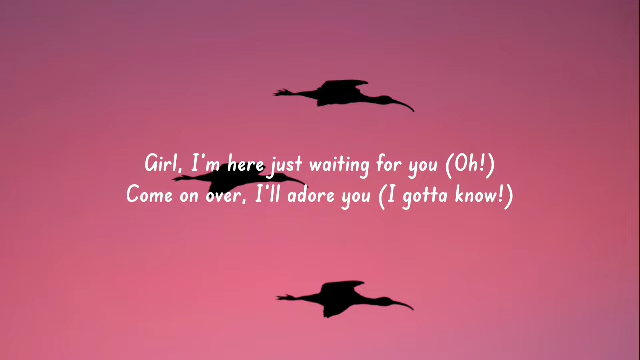 Girl, I'm here just waiting for you (Oh!)
Come on over, I'll adore you (I gotta know!)